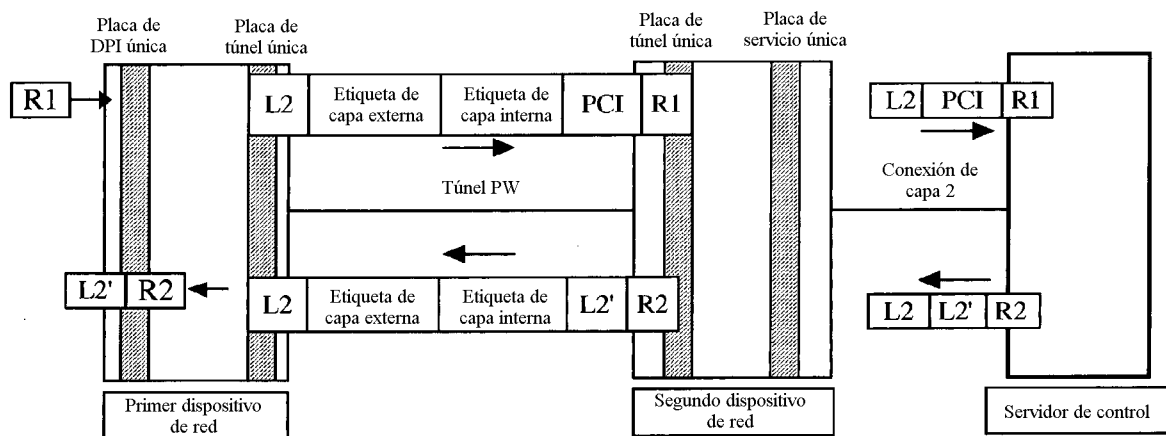 Placa de
DPI única
Placa de
túnel única
Placa de
túnel única
Placa de
servicio única
R1
L2
Etiqueta de
capa externa
Etiqueta de
capa interna
PCI
R1
L2
PCI
R1
Túnel PW
Conexión de
capa 2
L2'
R2
L2
Etiqueta de
capa externa
Etiqueta de
capa interna
L2'
R2
L2
L2'
R2
Primer dispositivo
de red
Segundo dispositivo
de red
Servidor de control